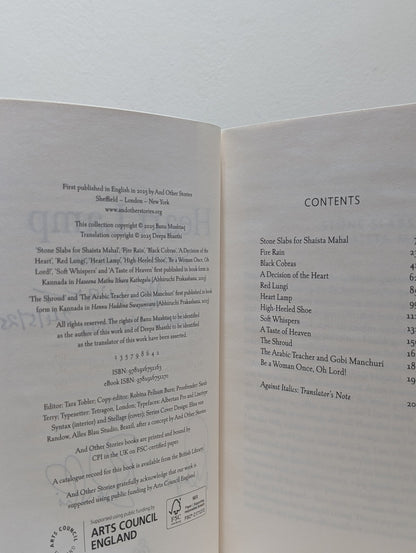 First published in English in 2025 by And Other Stories
Sheffield – London – New York
www.andotherstories.org
This collection copyright © 2025 Banu Mushtaq
Translation copyright © 2025 Deepa Bhasthi
'Stone Slabs for Shaista Mahal', 'Fire Rain', 'Black Cobras', 'A Decision of the
Heart', 'Red Lungi', 'Heart Lamp', 'High-Heeled Shoe', 'Be a Woman Once, Oh
Lord!', 'Soft Whispers' and 'A Taste of Heaven' first published in book form in
Kannada in Haseena Mattu Itara Kathegalu
'The Shroud' and 'The Arabic Teacher and Gobi Manchuri' first published in
book form in Kannada in Hennu Haddina Swayamvara
All rights reserved. The rights of Banu Mushtaq to be identified
as the author of this work and of Deepa Bhasthi to be identified
as the translator of this work have been asserted.
1 3 5 7 9 8 6 4 2
ISBN:
eBook ISBN:
Editor: Tara Tobler; Copy-editor: Robina Pelham Burn; Proofreader: Sarah
Terry; Typesetter: Tetragon, London; Typefaces: Albertan Pro and Linotype
Syntax (interior) and Stellage (cover); Series Cover Design: Elisa von
Randow, Alles Blau Studio, Brazil, after a concept by And Other Stories
And Other Stories books are printed and bound by
CPI in the UK on FSC-certified paper
A catalogue record for this book is available from the British Library.
And Other Stories gratefully acknowledge that our work is
supported using public funding by Arts Council England
Supported using public funding by
ARTS COUNCIL
ENGLAND
ARTS COUNCIL
FSC
MIX
CONTENTS
Stone Slabs for Shaista Mahal
Fire Rain
Black Cobras
A Decision of the Heart
Red Lungi
Heart Lamp
High-Heeled Shoe
Soft Whispers
A Taste of Heaven
The Shroud
The Arabic Teacher and Gobi Manchuri
Be a Woman Once, Oh Lord!
Against Italics: Translator's Note